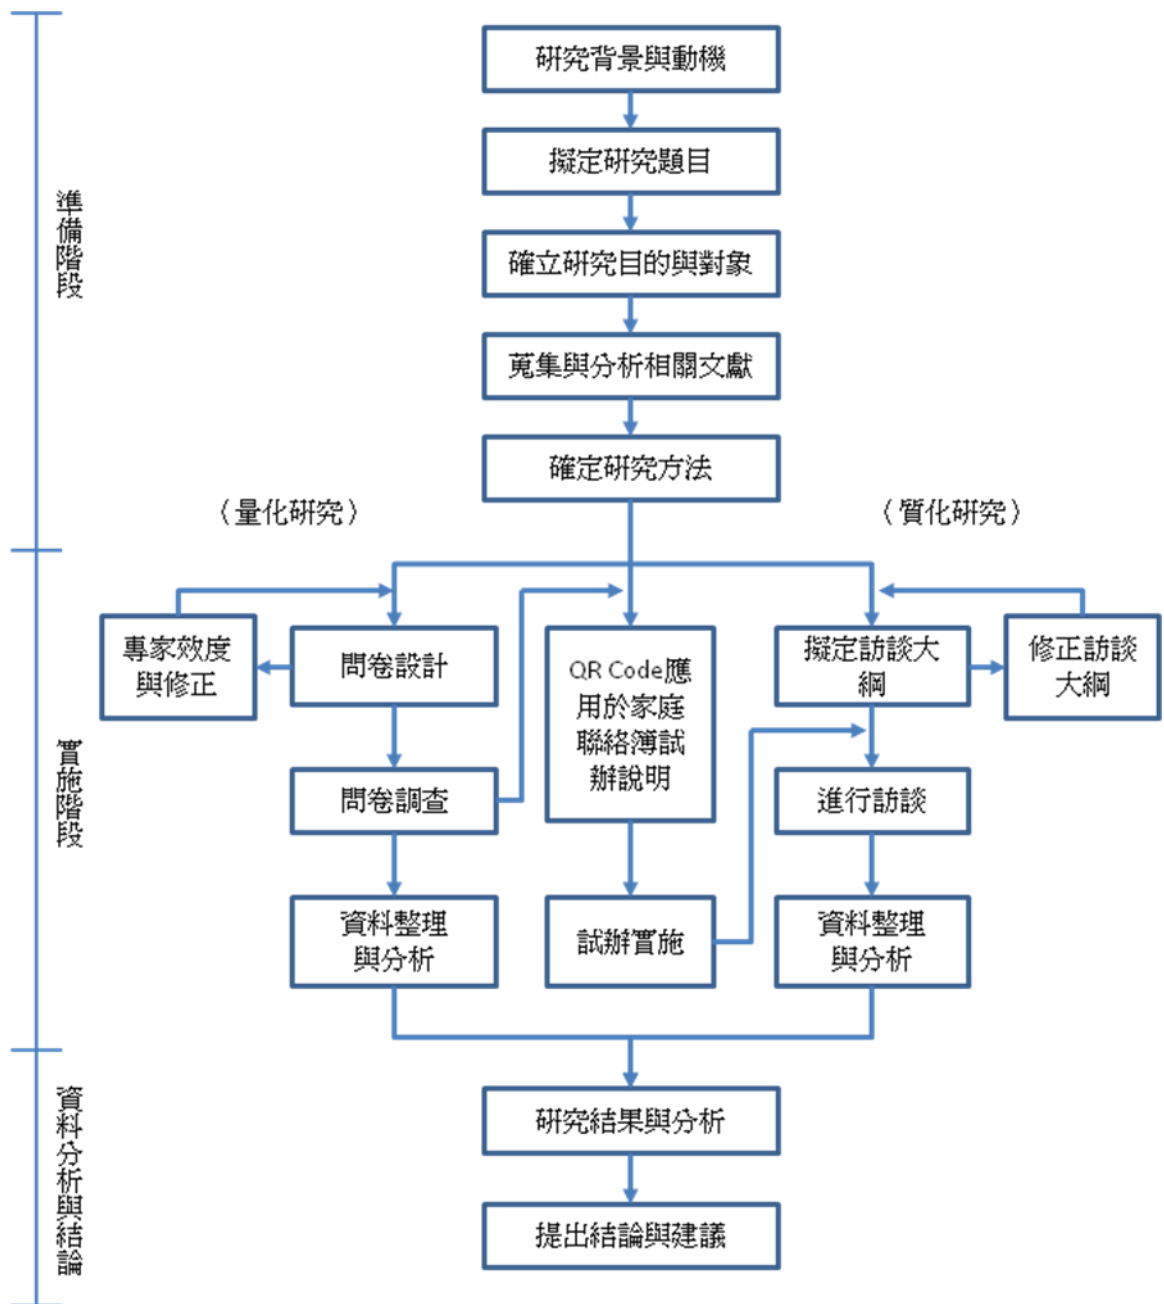 研究背景與動機
擬定研究題目
確立研究目的與對象
蒐集與分析相關文獻
確定研究方法
準備階段
（量化研究）
（質化研究）
專家效度
與修正
問卷設計
QR Code應
用於家庭
聯絡簿試
辦說明
擬定訪談大
綱
修正訪談
大綱
問卷調查
進行訪談
實施階段
資料整理
與分析
試辦實施
資料整理
與分析
研究結果與分析
提出結論與建議
資料分析與結論